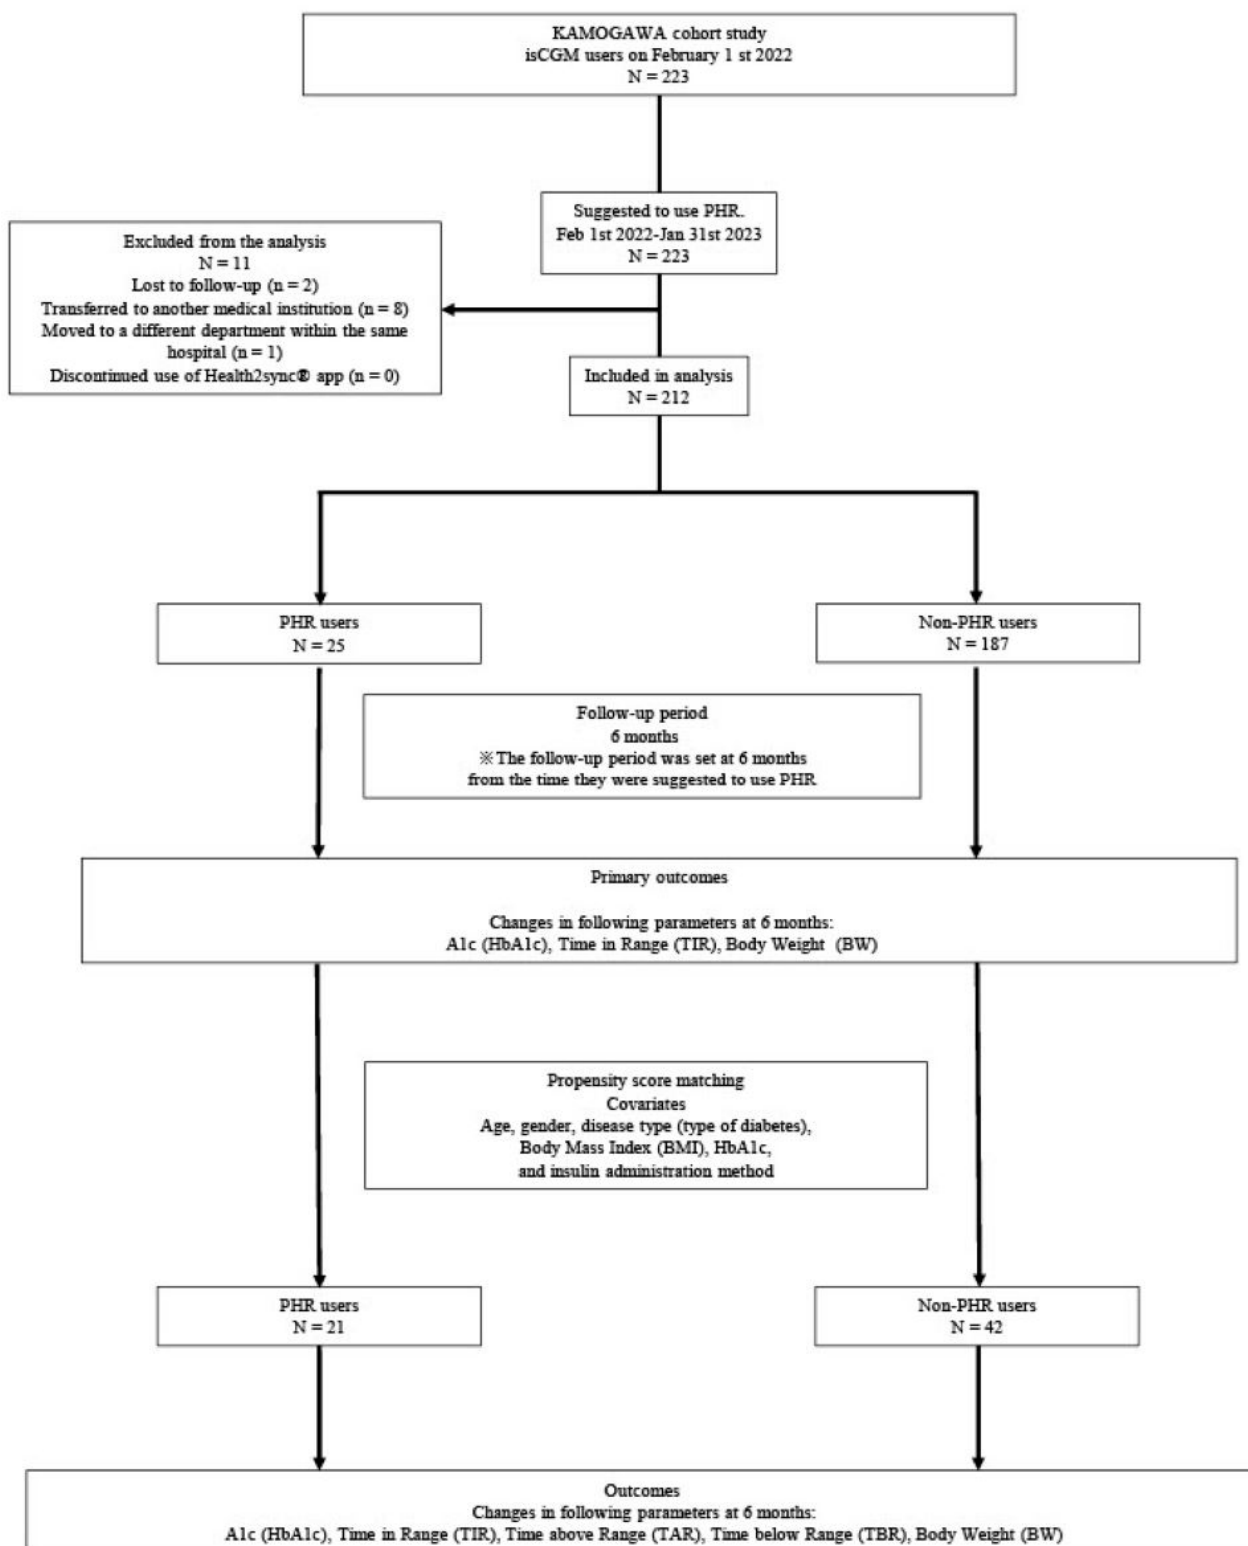 KAMOGAWA cohort study
isCGM users on February 1 st 2022
N = 223
Suggested to use PHR.
Feb 1st 2022-Jan 31st 2023
N = 223
Excluded from the analysis
N = 11
Lost to follow-up (n = 2)
Transferred to another medical institution (n = 8)
Moved to a different department within the same
hospital (n = 1)
Discontinued use of Health2sync® app (n = 0)
Included in analysis
N = 212
PHR users
N = 25
Non-PHR users
N = 187
Follow-up period
6 months
※The follow-up period was set at 6 months
from the time they were suggested to use PHR
Primary outcomes
Changes in following parameters at 6 months:
A1c (HbA1c), Time in Range (TIR), Body Weight (BW)
Propensity score matching
Covariates
Age, gender, disease type (type of diabetes),
Body Mass Index (BMI), HbA1c,
and insulin administration method
PHR users
N = 21
Non-PHR users
N = 42
Outcomes
Changes in following parameters at 6 months:
A1c (HbA1c), Time in Range (TIR), Time above Range (TAR), Time below Range (TBR), Body Weight (BW)